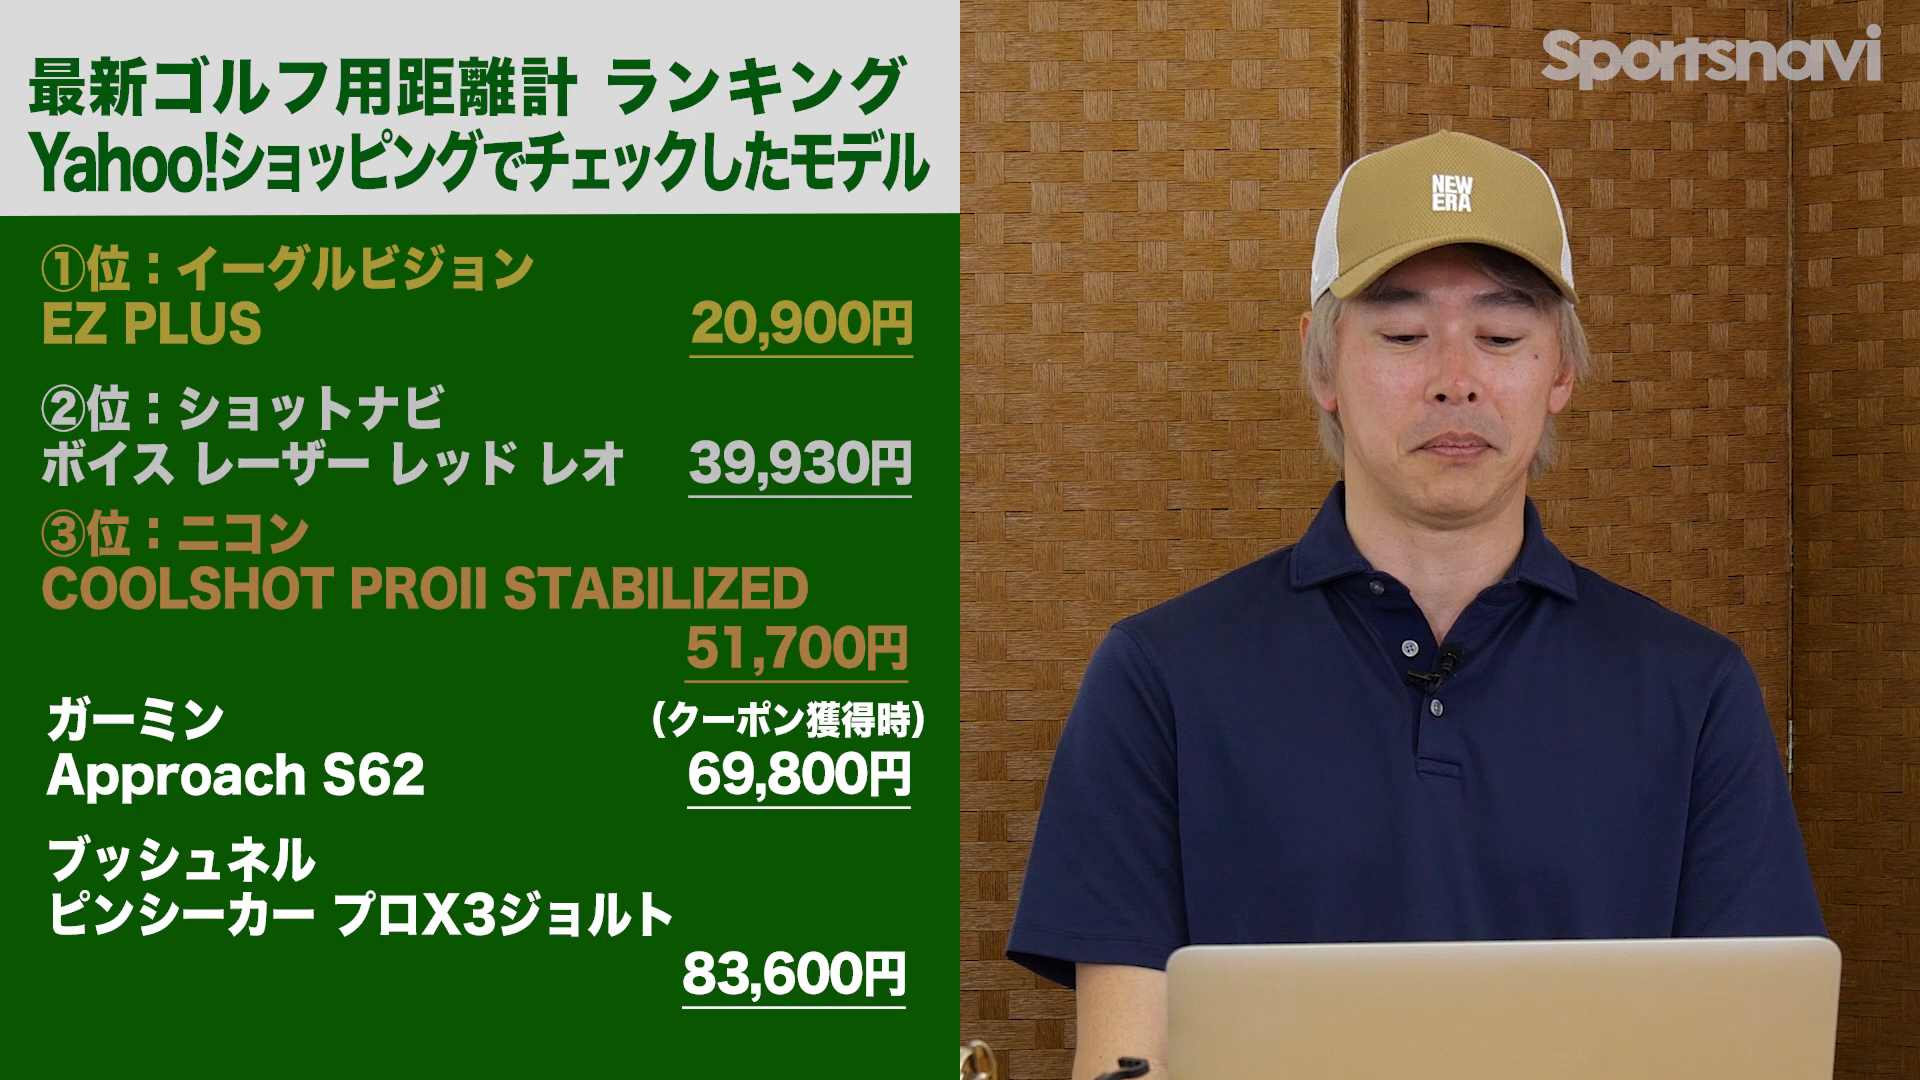 最新ゴルフ用距離計 ランキング
Yahoo!ショッピングでチェックしたモデル
①位：イーグルビジョン
EZ PLUS 20,900円
②位：ショットナビ
ボイス レーザー レッド レオ 39,930円
③位：ニコン
COOLSHOT PROII STABILIZED
51,700円
ガーミン （クーポン獲得時）
Approach S62 69,800円
ブッシュネル
ピンシーカー プロX3ジョルト
83,600円
Sportsnavi
NEW
ERA